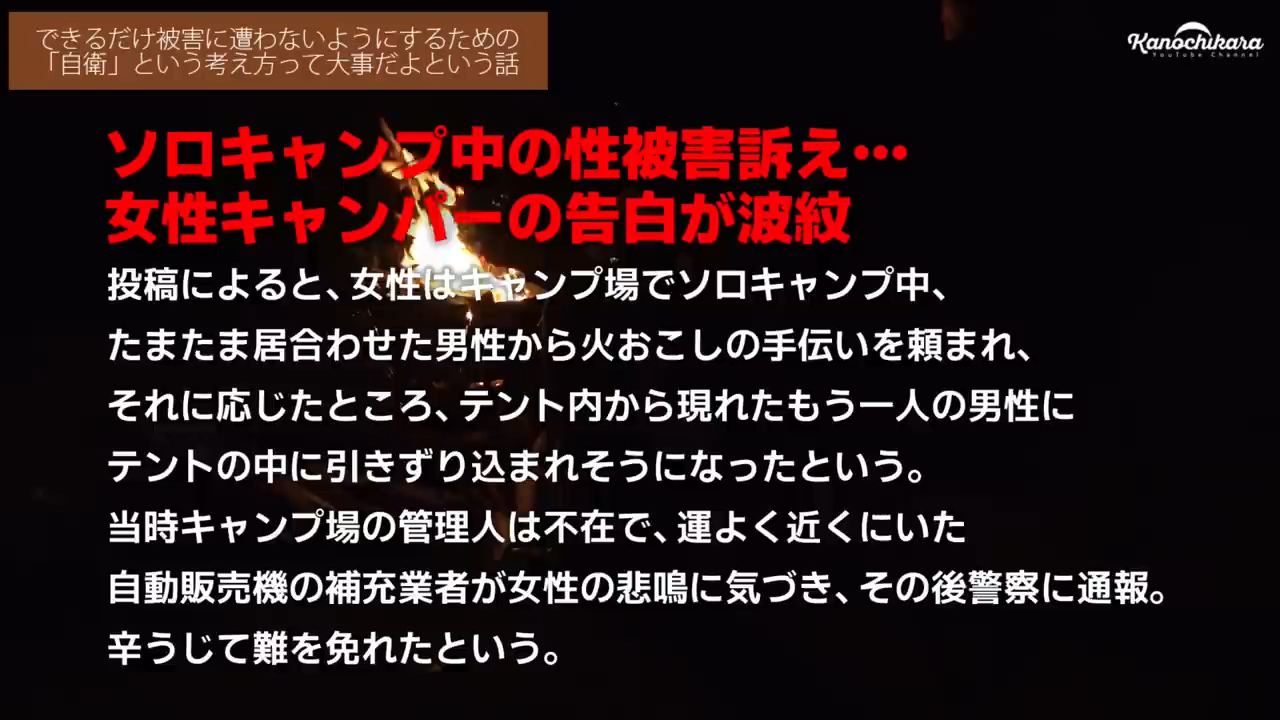 できるだけ被害に遭わないようにするための
「自衛」という考え方って大事だよという話
Kanochikara
YouTube Channel
ソロキャンプ中の性被害訴え…
女性キャンパーの告白が波紋
投稿によると、女性はキャンプ場でソロキャンプ中、
たまたま居合わせた男性から火おこしの手伝いを頼まれ、
それに応じたところ、テント内から現れたもう一人の男性に
テントの中に引きずり込まれそうになったという。
当時キャンプ場の管理人は不在で、運よく近くにいた
自動販売機の補充業者が女性の悲鳴に気づき、その後警察に通報。
辛うじて難を免れたという。